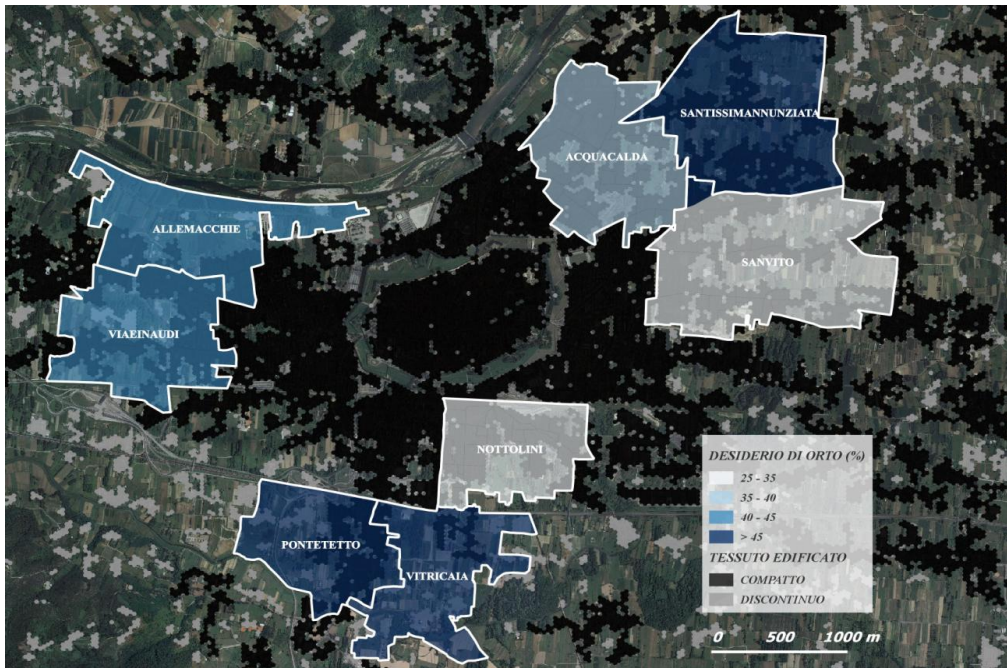 SANTISSIMANNUNZIATA
ACQUACALDA
ALLEMACCHIE
SANVITO
VIAEINAUDI
NOTTOLINI
PONTETETTO
VITRICAIA
DESIDERIO DI ORTO (%)
25 - 35
35 - 40
40 - 45
> 45
TESSUTO EDIFICATO
COMPATTO
DISCONTINUO
0 500 1000 m